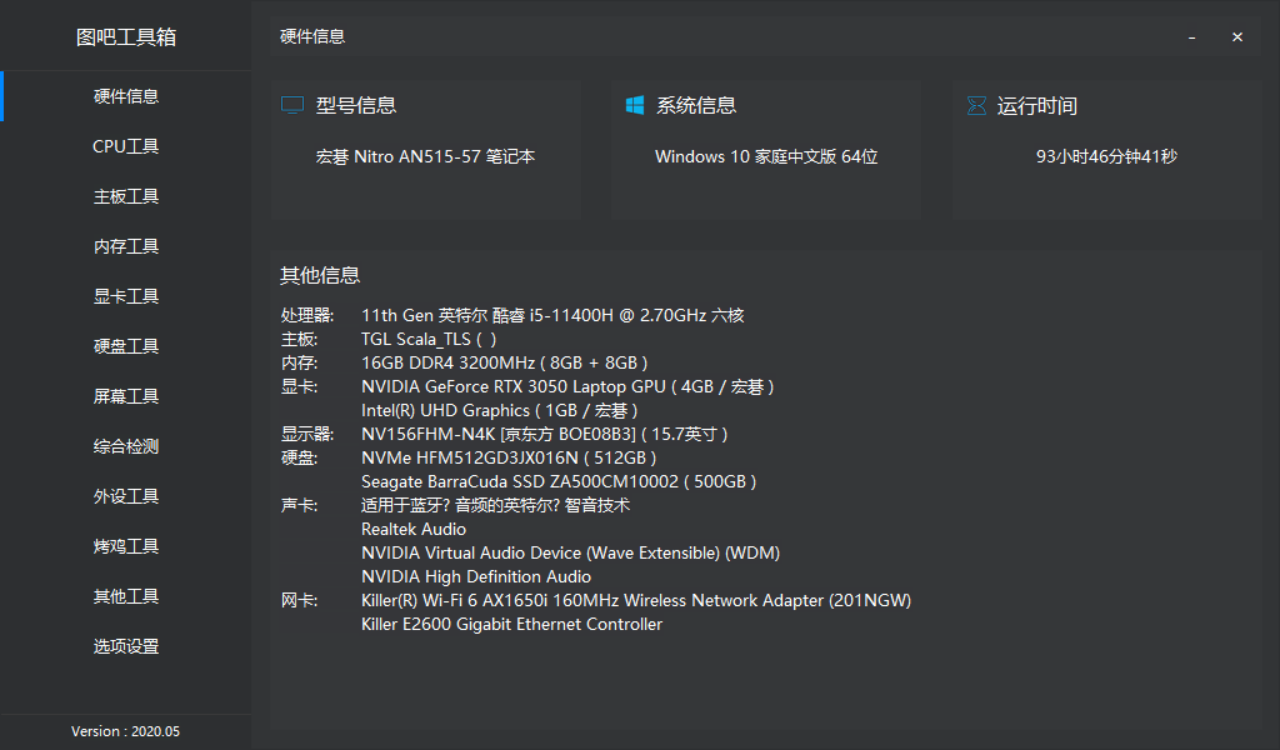 图吧工具箱
硬件信息
CPU工具
主板工具
内存工具
显卡工具
硬盘工具
屏幕工具
综合检测
外设工具
烤鸡工具
其他工具
选项设置
Version : 2020.05
硬件信息
型号信息
宏碁 Nitro AN515-57 笔记本
系统信息
Windows 10 家庭中文版 64位
运行时间
93小时46分钟41秒
其他信息
处理器: 11th Gen 英特尔 酷睿 i5-11400H @ 2.70GHz 六核
主板: TGL Scala_TLS ( )
内存: 16GB DDR4 3200MHz ( 8GB + 8GB )
显卡: NVIDIA GeForce RTX 3050 Laptop GPU ( 4GB / 宏碁 )
Intel(R) UHD Graphics ( 1GB / 宏碁 )
显示器: NV156FHM-N4K [京东方 BOE08B3] ( 15.7英寸 )
硬盘: NVMe HFM512GD3JX016N ( 512GB )
Seagate BarraCuda SSD ZA500CM10002 ( 500GB )
声卡: 适用于蓝牙? 音频的英特尔? 智音技术
Realtek Audio
NVIDIA Virtual Audio Device (Wave Extensible) (WDM)
NVIDIA High Definition Audio
网卡: Killer(R) Wi-Fi 6 AX1650i 160MHz Wireless Network Adapter (201NGW)
Killer E2600 Gigabit Ethernet Controller